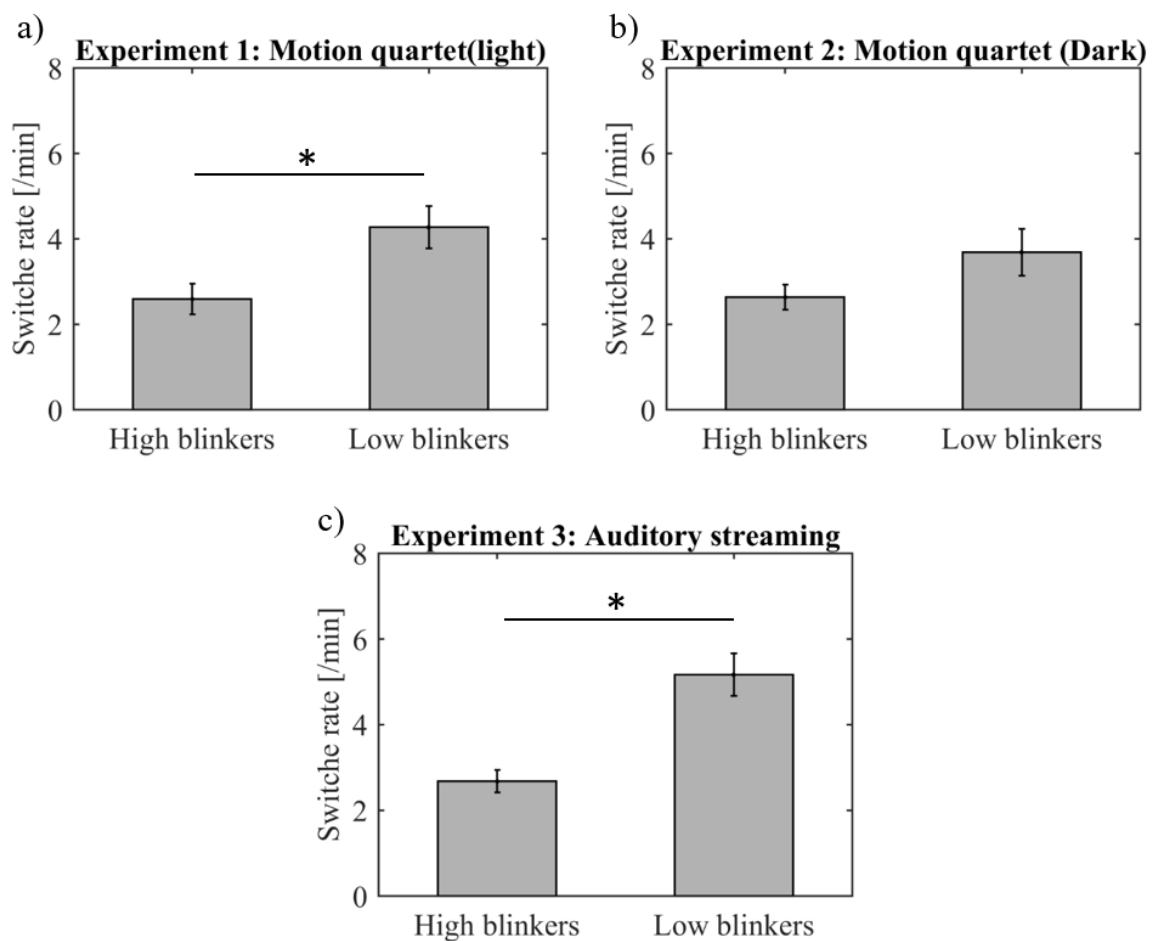 a)
Experiment 1: Motion quartet(light)
8
6
4
2
0
Switche rate [/min]
*
High blinkers Low blinkers
b)
Experiment 2: Motion quartet (Dark)
8
6
4
2
0
Switche rate [/min]
High blinkers Low blinkers
c)
Experiment 3: Auditory streaming
8
6
4
2
0
Switche rate [/min]
*
High blinkers Low blinkers